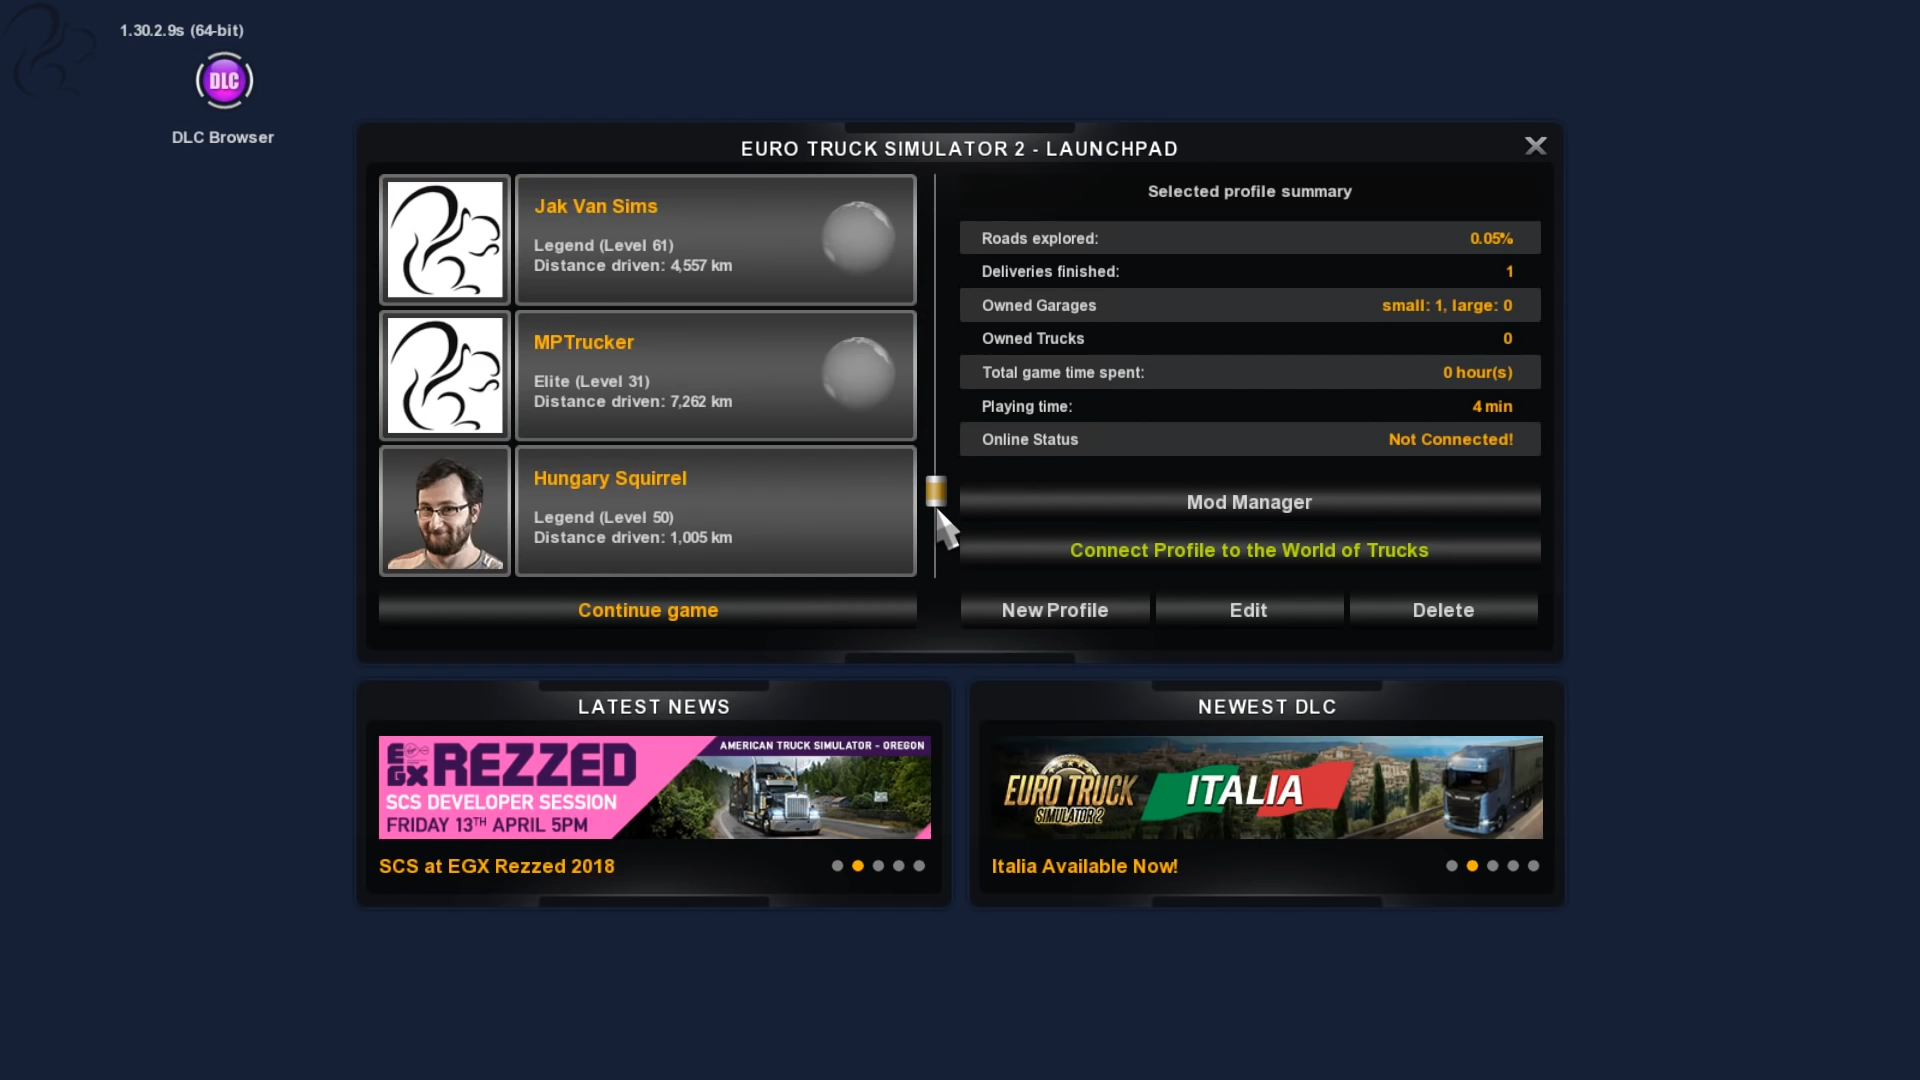 1.30.2.9s (64-bit)
DLC
DLC Browser
EURO TRUCK SIMULATOR 2 - LAUNCHPAD
Jak Van Sims
Legend (Level 61)
Distance driven: 4,557 km
MPTrucker
Elite (Level 31)
Distance driven: 7,262 km
Hungary Squirrel
Legend (Level 50)
Distance driven: 1,005 km
Continue game
Selected profile summary
Roads explored: 0.05%
Deliveries finished: 1
Owned Garages small: 1, large: 0
Owned Trucks 0
Total game time spent: 0 hour(s)
Playing time: 4 min
Online Status Not Connected!
Mod Manager
Connect Profile to the World of Trucks
New Profile Edit Delete
LATEST NEWS
EGX REZZED
AMERICAN TRUCK SIMULATOR - OREGON
SCS DEVELOPER SESSION
FRIDAY 13TH APRIL 5PM
SCS at EGX Rezzed 2018
NEWEST DLC
EURO TRUCK
SIMULATOR 2
ITALIA
Italia Available Now!